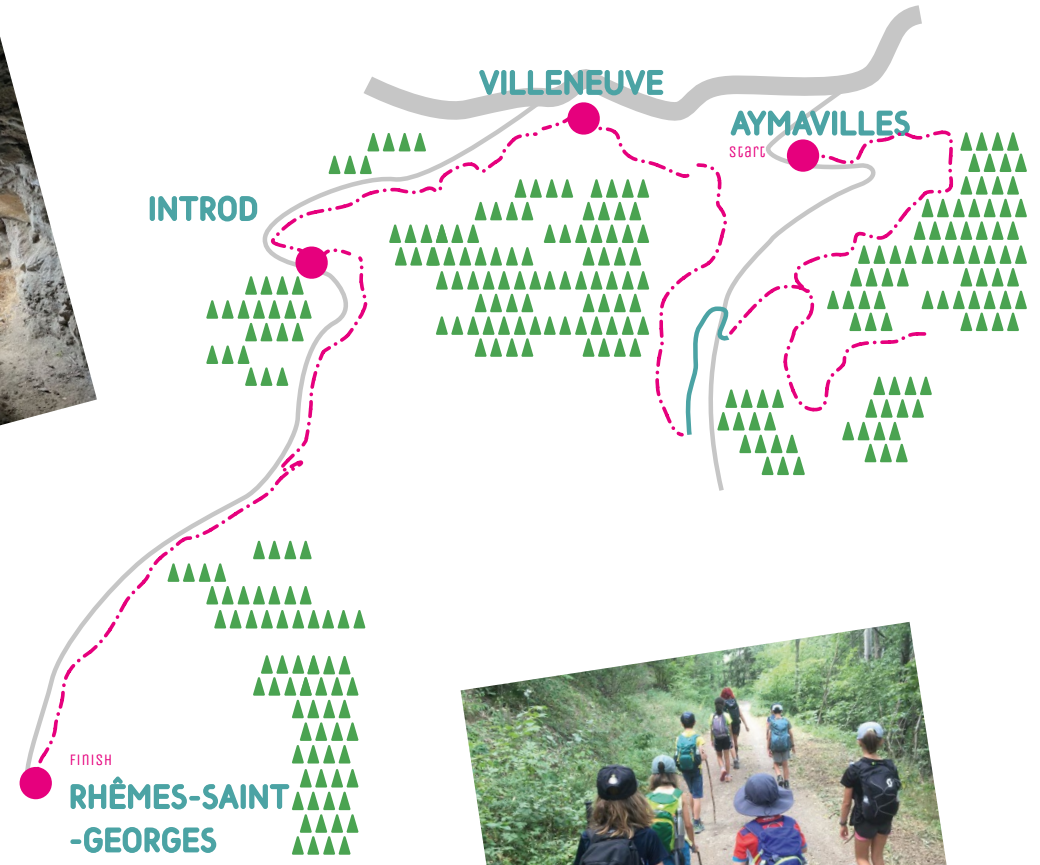 VILLENEUVE
AYMAVILLES
start
INTROD
FINISH
RHÊMES-SAINT
-GEORGES